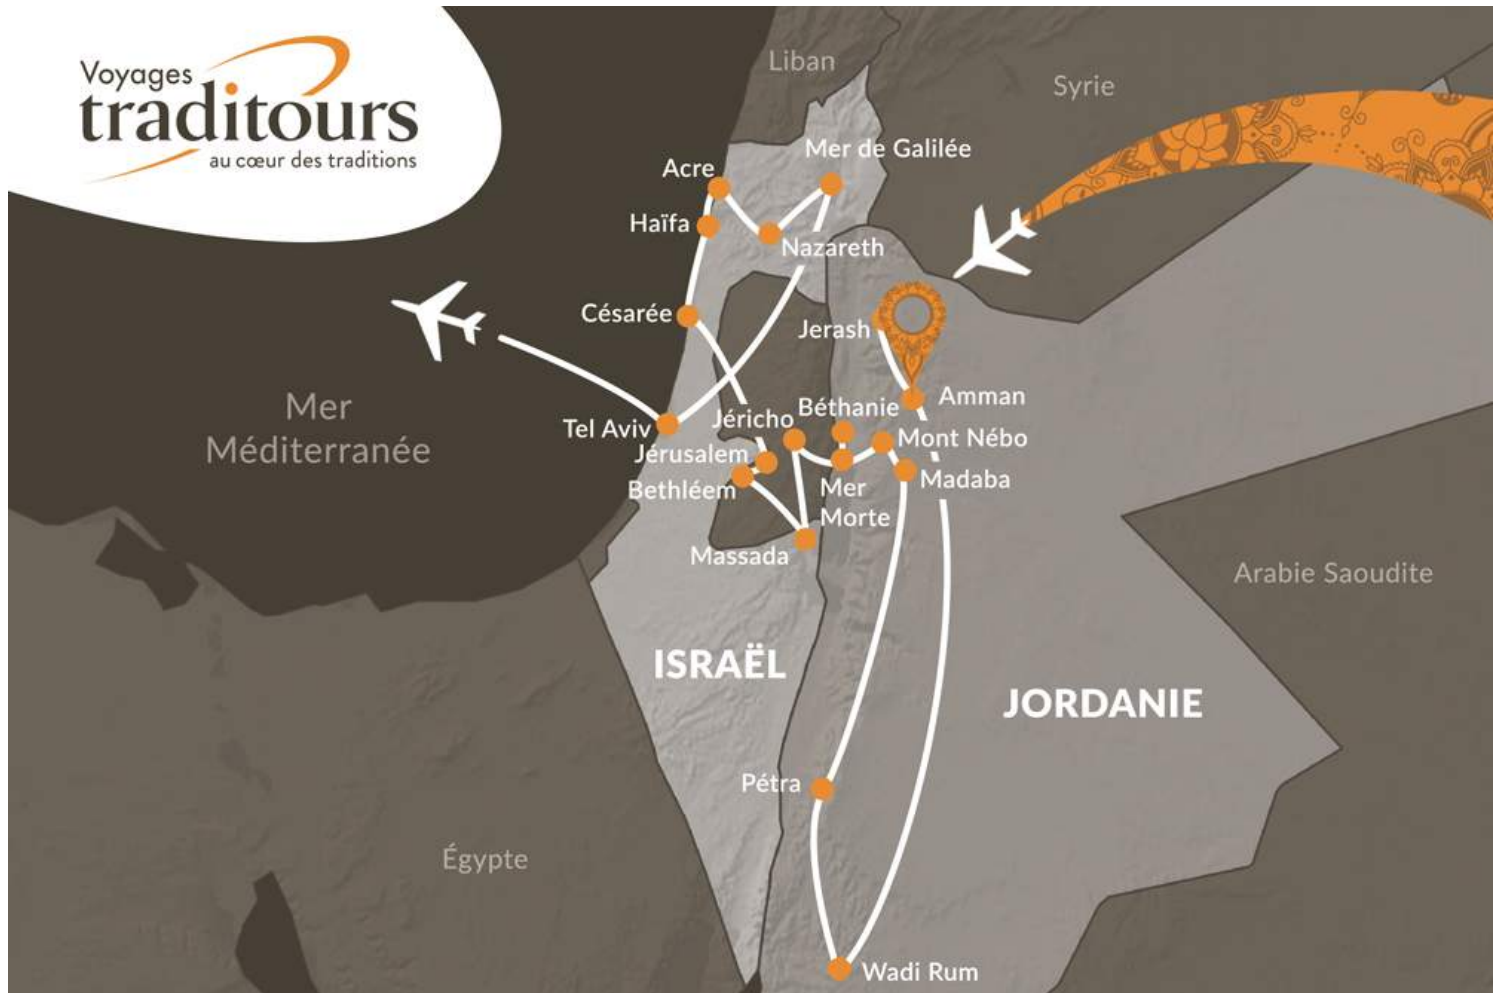 Voyages
traditours
au cœur des traditions
Liban
Syrie
Mer de Galilée
Acre
Haïfa
Nazareth
Césarée
Jerash
Mer
Méditerranée
Amman
Béthanie
Jéricho
Tel Aviv
Mont Nébo
Jérusalem
Madaba
Bethléem
Mer
Morte
Massada
Arabie Saoudite
ISRAËL
JORDANIE
Pétra
Égypte
Wadi Rum